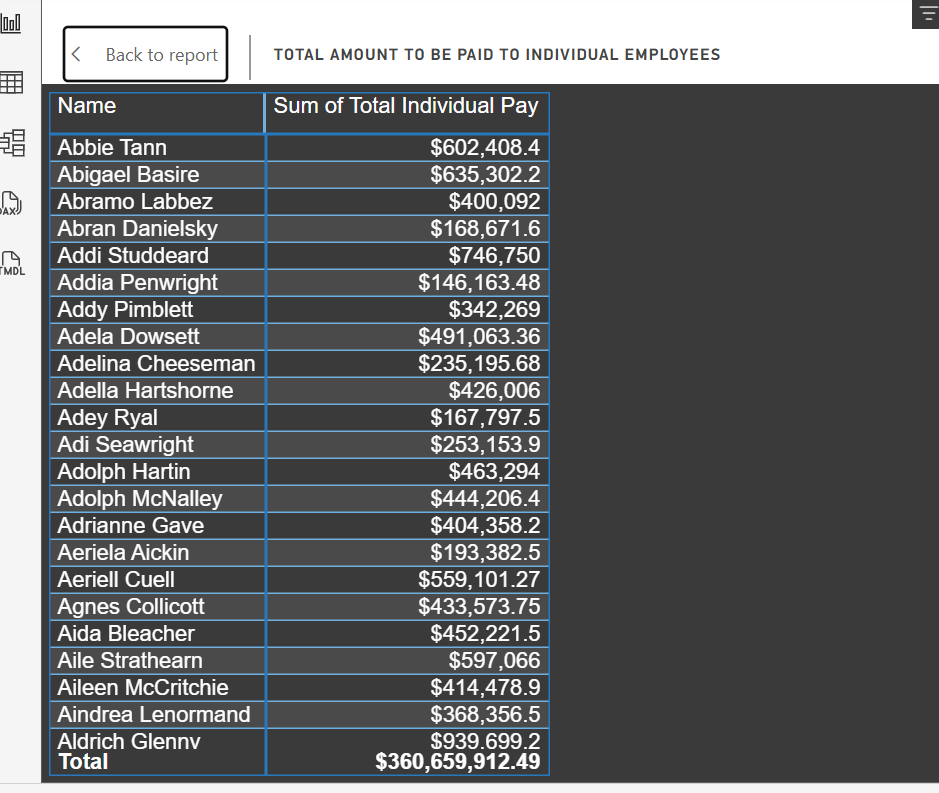 Back to report
TOTAL AMOUNT TO BE PAID TO INDIVIDUAL EMPLOYEES
Name Sum of Total Individual Pay
Abbie Tann $602,408.4
Abigael Basire $635,302.2
Abramo Labbez $400,092
Abran Danielsky $168,671.6
Addi Studdeard $746,750
Addia Penwright $146,163.48
Addy Pimblett $342,269
Adela Dowsett $491,063.36
Adelina Cheeseman $235,195.68
Adella Hartshorne $426,006
Adey Ryal $167,797.5
Adi Seawright $253,153.9
Adolph Hartin $463,294
Adolph McNalley $444,206.4
Adrianne Gave $404,358.2
Aeriela Aickin $193,382.5
Aeriell Cuell $559,101.27
Agnes Collicott $433,573.75
Aida Bleacher $452,221.5
Aile Strathearn $597,066
Aileen McCritchie $414,478.9
Aindrea Lenormand $368,356.5
Aldrich Glenny $939,699.2
Total $360,659,912.49
DAX
TMDL